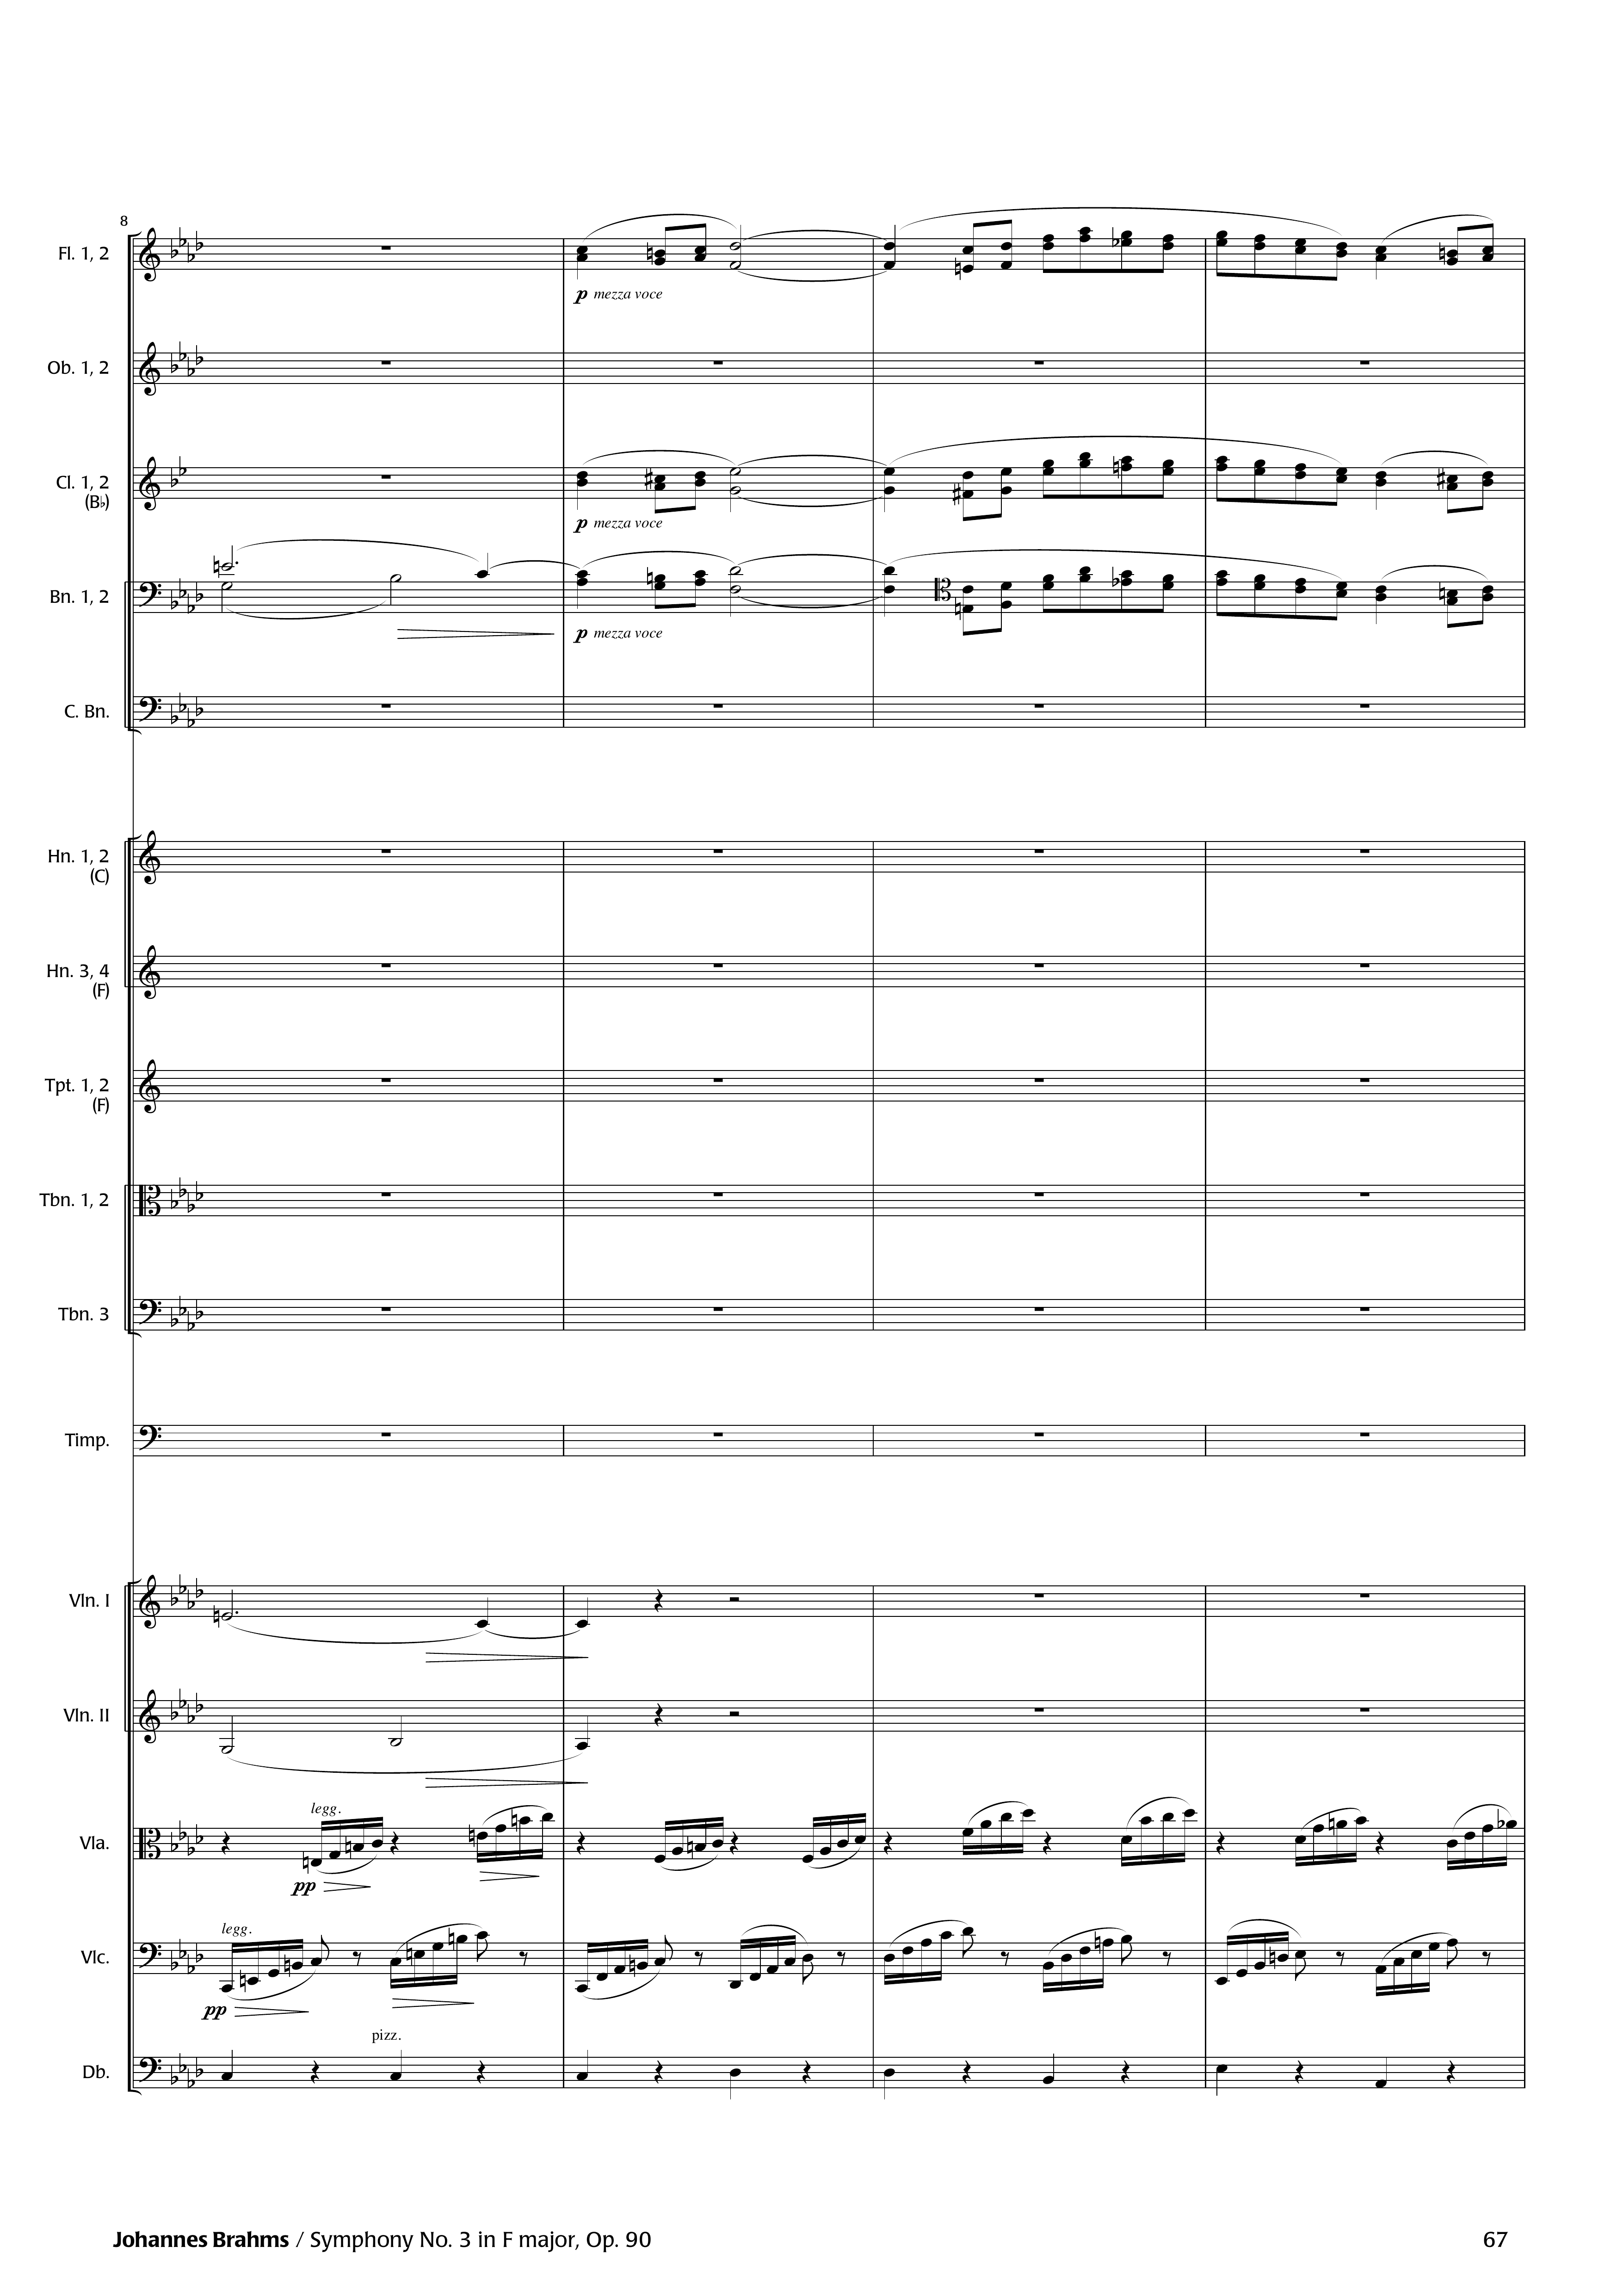 8
Fl. 1, 2
p mezza voce
Ob. 1, 2
Cl. 1, 2
(B♭)
p mezza voce
Bn. 1, 2
p mezza voce
C. Bn.
Hn. 1, 2
(C)
Hn. 3, 4
(F)
Tpt. 1, 2
(F)
Tbn. 1, 2
Tbn. 3
Timp.
Vln. I
Vln. II
legg.
Vla.
pp
legg.
Vlc.
pp
pizz.
Db.
Johannes Brahms / Symphony No. 3 in F major, Op. 90 67